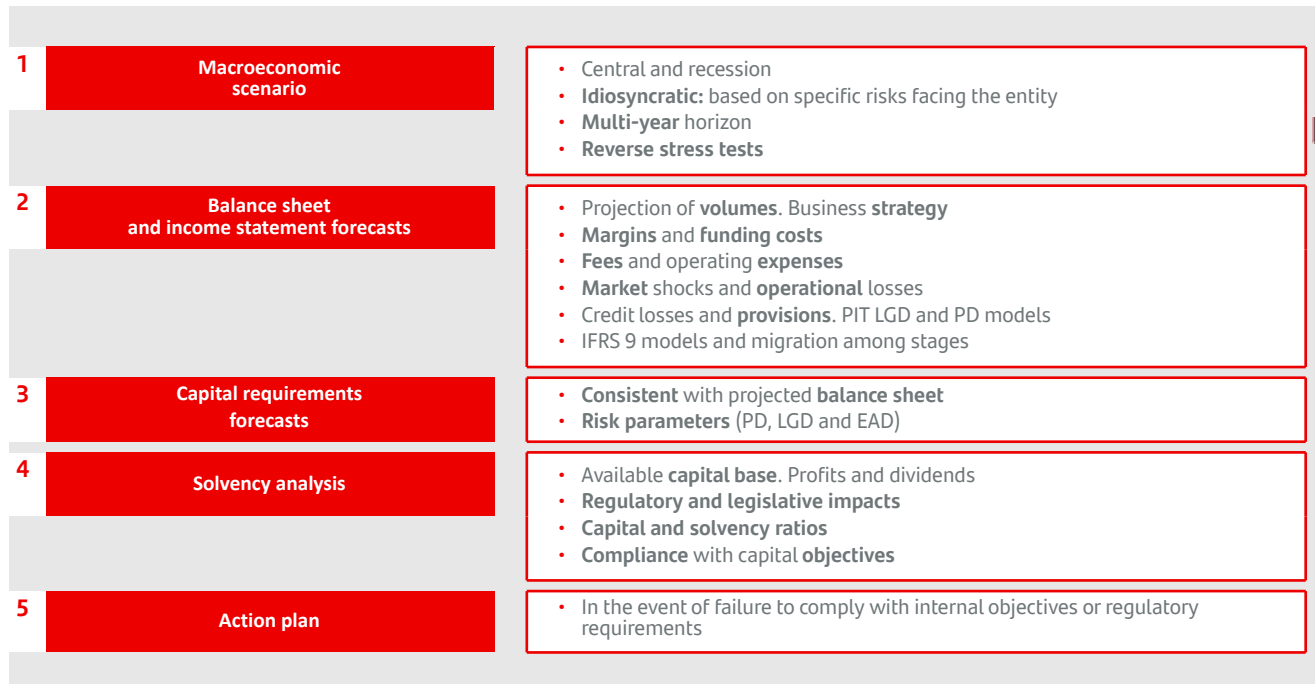 1
Macroeconomic
scenario
• Central and recession
• Idiosyncratic: based on specific risks facing the entity
• Multi-year horizon
• Reverse stress tests
2
Balance sheet
and income statement forecasts
• Projection of volumes. Business strategy
• Margins and funding costs
• Fees and operating expenses
• Market shocks and operational losses
• Credit losses and provisions. PIT LGD and PD models
• IFRS 9 models and migration among stages
3
Capital requirements
forecasts
• Consistent with projected balance sheet
• Risk parameters (PD, LGD and EAD)
4
Solvency analysis
• Available capital base. Profits and dividends
• Regulatory and legislative impacts
• Capital and solvency ratios
• Compliance with capital objectives
5
Action plan
• In the event of failure to comply with internal objectives or regulatory
requirements